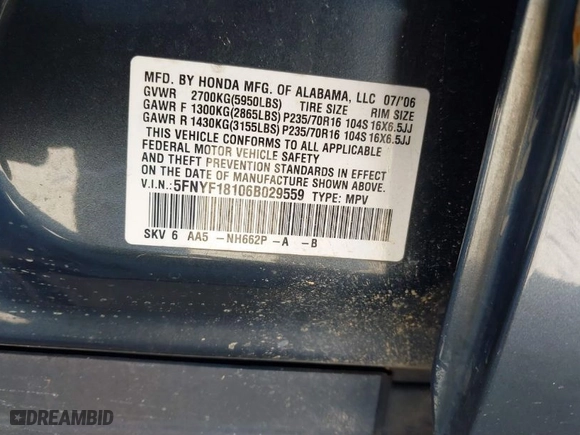 MFD. BY HONDA MFG. OF ALABAMA, LLC 07/'06
GVWR 2700KG(5950LBS) TIRE SIZE RIM SIZE
GAWR F 1300KG(2865LBS) P235/70R16 104S 16X6.5JJ
GAWR R 1430KG(3155LBS) P235/70R16 104S 16X6.5JJ
THIS VEHICLE CONFORMS TO ALL APPLICABLE
FEDERAL MOTOR VEHICLE SAFETY
AND THEFT PREVENTION STANDARDS IN EFFECT
ON THE DATE OF MANUFACTURE SHOWN ABOVE.
V.I.N.: 5FNYF18106B029559 TYPE: MPV
SKV 6 AA5 -NH662P -A -B
DREAMBID